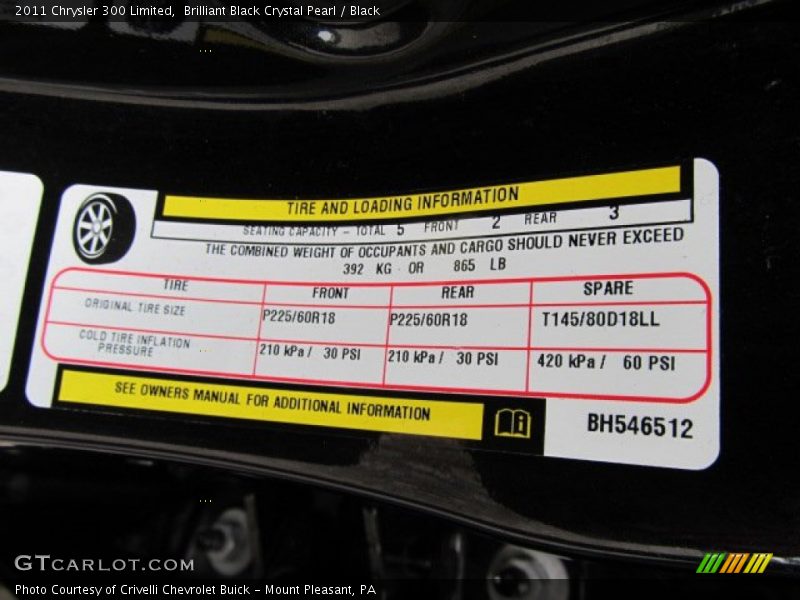 2011 Chrysler 300 Limited,  Brilliant Black Crystal Pearl / Black
TIRE AND LOADING INFORMATION
SEATING CAPACITY - TOTAL 5 FRONT 2 REAR 3
THE COMBINED WEIGHT OF OCCUPANTS AND CARGO SHOULD NEVER EXCEED
392 KG OR 865 LB
TIRE FRONT REAR SPARE
ORIGINAL TIRE SIZE P225/60R18 P225/60R18 T145/80D18LL
COLD TIRE INFLATION
PRESSURE 210 kPa / 30 PSI 210 kPa / 30 PSI 420 kPa / 60 PSI
SEE OWNERS MANUAL FOR ADDITIONAL INFORMATION
BH546512
GTCARLOT.COM
Photo Courtesy of Crivelli Chevrolet Buick - Mount Pleasant, PA